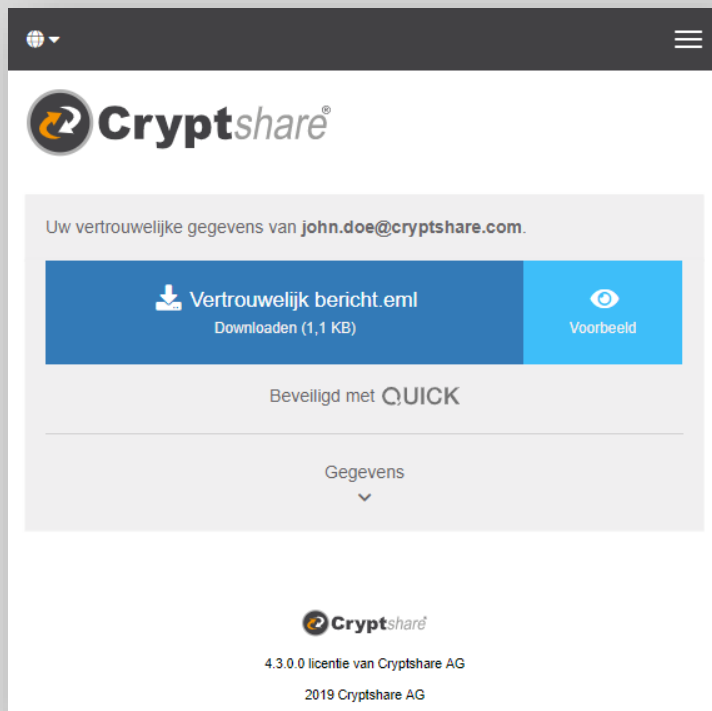 Cryptshare®
Uw vertrouwelijke gegevens van john.doe@cryptshare.com.
Vertrouwelijk bericht.eml
Downloaden (1,1 KB)
Voorbeeld
Beveiligd met QUICK
Gegevens
Cryptshare
4.3.0.0 licentie van Cryptshare AG
2019 Cryptshare AG